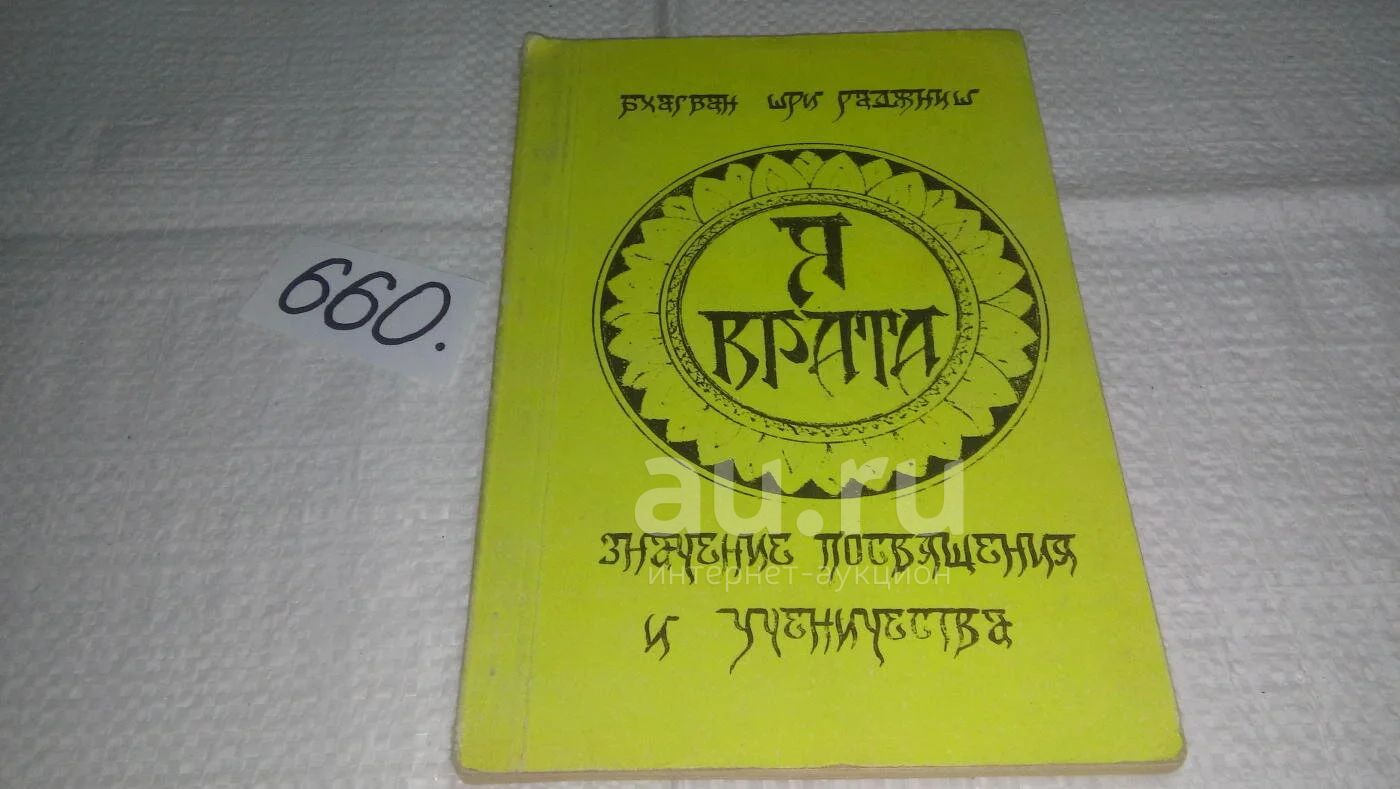 660.
Бхагван Шри Раджниш
Я
ВРАТА
au.ru
интернет-аукцион
Значение посвящения
и ученичества